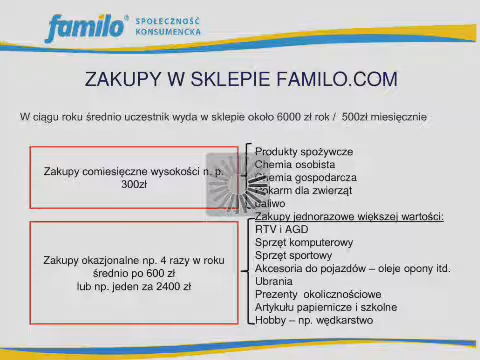 familo®
SPOŁECZNOŚĆ
KONSUMENCKA
ZAKUPY W SKLEPIE FAMILO.COM
W ciągu roku średnio uczestnik wyda w sklepie około 6000 zł rok / 500zł miesięcznie
Zakupy comiesięczne wysokości n. p.
300zł
Produkty spożywcze
Chemia osobista
Chemia gospodarcza
Pokarm dla zwierząt
Paliwo
Zakupy jednorazowe większej wartości:
RTV i AGD
Sprzęt komputerowy
Sprzęt sportowy
Akcesoria do pojazdów – oleje opony itd.
Ubrania
Prezenty okolicznościowe
Artykułu papiernicze i szkolne
Hobby – np. wędkarstwo
Zakupy okazjonalne np. 4 razy w roku
średnio po 600 zł
lub np. jeden za 2400 zł